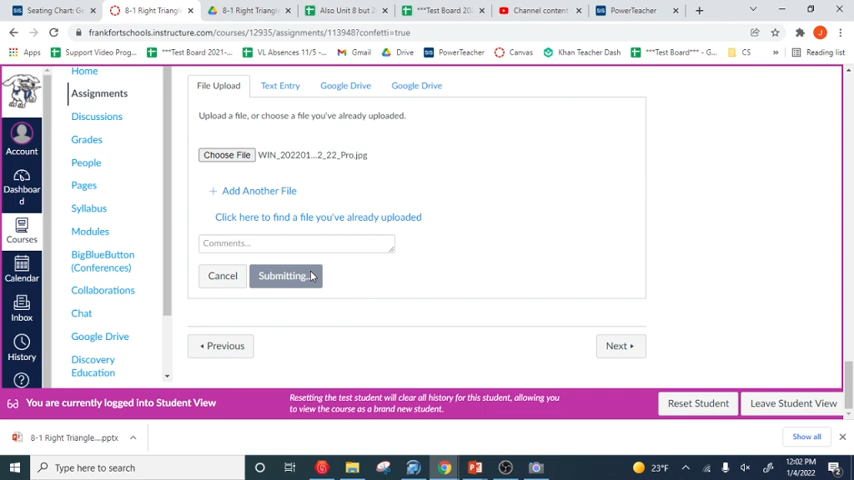 Seating Chart: G
8-1 Right Triangl
8-1 Right Triangl
Also Unit 8 but 2
***Test Board 20
Channel content
PowerTeacher
frankfortschools.instructure.com/courses/12935/assignments/113948?confetti=true
Apps
Support Video Prog...
***Test Board 2021-...
VL Absences 11/5 -...
Gmail
Drive
PowerTeacher
Canvas
Khan Teacher Dash
***Test Board*** - G...
CS
»
Reading list
Home
Assignments
Discussions
Grades
People
Pages
Syllabus
Modules
BigBlueButton
(Conferences)
Collaborations
Chat
Google Drive
Discovery
Education
Account
Dashboar
d
Courses
Calendar
Inbox
History
File Upload
Text Entry
Google Drive
Google Drive
Upload a file, or choose a file you've already uploaded.
Choose File WIN_202201...2_22_Pro.jpg
+ Add Another File
Click here to find a file you've already uploaded
Comments...
Cancel
Submitting...
Previous
Next
You are currently logged into Student View
Resetting the test student will clear all history for this student, allowing you
to view the course as a brand new student.
Reset Student
Leave Student View
8-1 Right Triangle....pptx
Show all
Type here to search
23°F
12:02 PM
1/4/2022